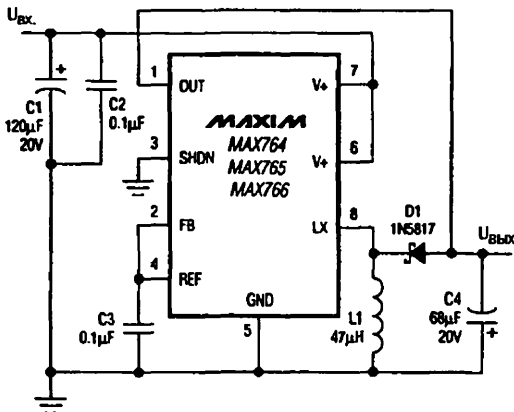 Uвх.
C1
120µF
20V
C2
0.1µF
1
OUT
3
SHDN
2
FB
4
REF
C3
0.1µF
MAXIM
MAX764
MAX765
MAX766
GND
5
V+
7
V+
6
LX
8
D1
1N5817
Uвых
L1
47µH
C4
68µF
20V